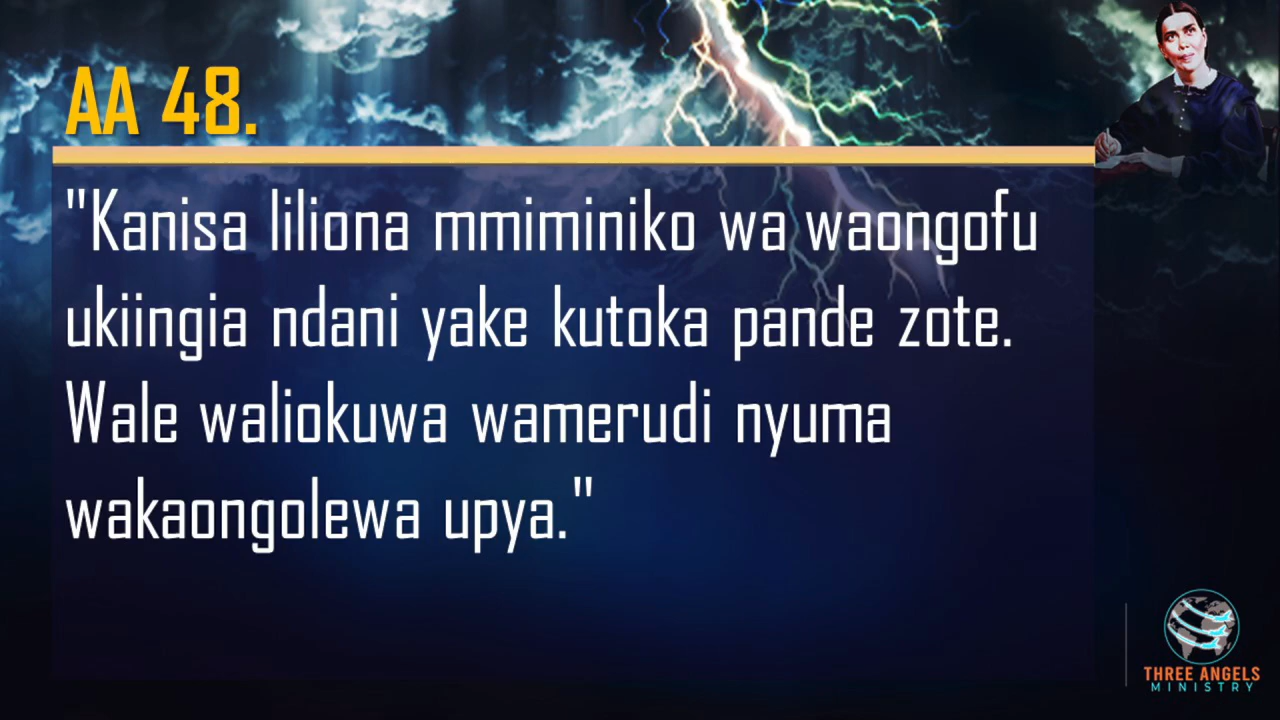 AA 48.
"Kanisa liliona mmiminiko wa waongofu
ukiingia ndani yake kutoka pande zote.
Wale waliokuwa wamerudi nyuma
wakaongolewa upya."
THREE ANGELS
MINISTRY